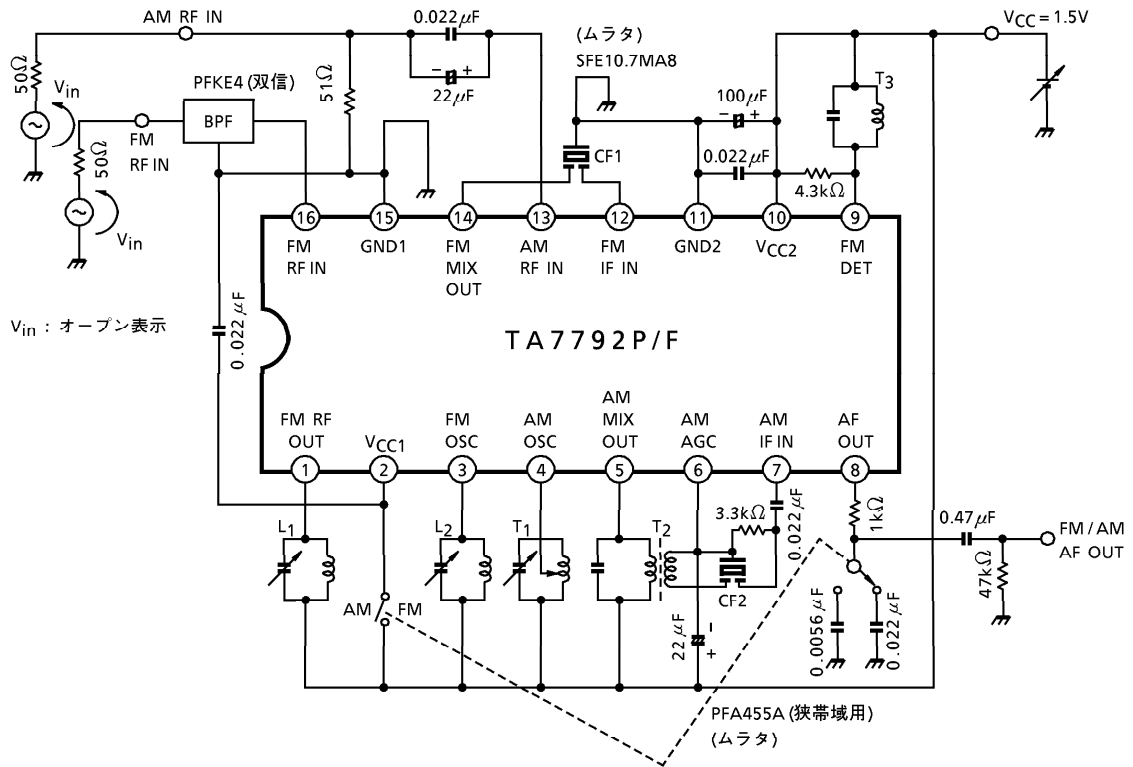 AM RF IN
0.022μF
(ムラタ)
SFE10.7MA8
VCC=1.5V
50Ω
Vin
PFKE4 (双信)
51Ω
22μF
T3
BPF
100μF
FM
RF IN
50Ω
CF1
0.022μF
4.3kΩ
Vin
16
15
14
13
12
11
10
9
FM
RF IN
GND1
FM
MIX
OUT
AM
RF IN
FM
IF IN
GND2
VCC2
FM
DET
Vin : オープン表示
0.022μF
TA7792P/F
FM RF
OUT
VCC1
FM
OSC
AM
OSC
AM
MIX
OUT
AM
AGC
AM
IF IN
AF
OUT
1
2
3
4
5
6
7
8
L1
L2
T1
T2
3.3kΩ
0.022μF
1kΩ
0.47μF
FM/AM
AF OUT
47kΩ
CF2
AM
FM
22μF
0.0056μF
0.022μF
PFA455A (狭帯域用)
(ムラタ)